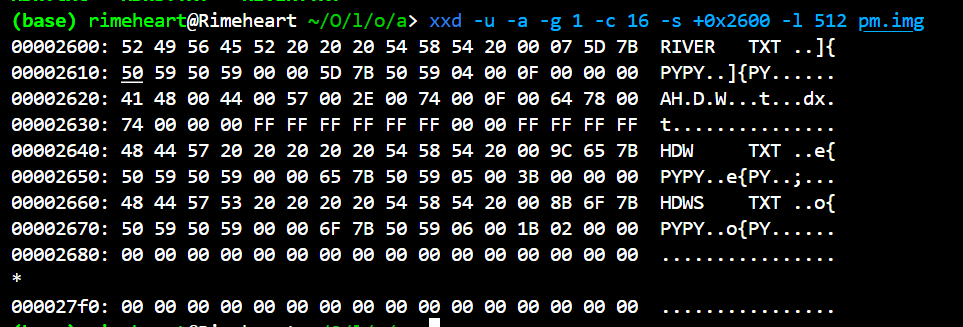 (base) rimeheart@Rimeheart ~/O/l/o/a> xxd -u -a -g 1 -c 16 -s +0x2600 -l 512 pm.img
00002600: 52 49 56 45 52 20 20 20 54 58 54 20 00 07 5D 7B  RIVER   TXT ..]{
00002610: 50 59 50 59 00 00 5D 7B 50 59 04 00 0F 00 00 00  PYPY..]{PY......
00002620: 41 48 00 44 00 57 00 2E 00 74 00 0F 00 64 78 00  AH.D.W...t...dx.
00002630: 74 00 00 00 FF FF FF FF FF FF 00 00 FF FF FF FF  t...............
00002640: 48 44 57 20 20 20 20 20 54 58 54 20 00 9C 65 7B  HDW     TXT ..e{
00002650: 50 59 50 59 00 00 65 7B 50 59 05 00 3B 00 00 00  PYPY..e{PY..;...
00002660: 48 44 57 53 20 20 20 20 54 58 54 20 00 8B 6F 7B  HDWS    TXT ..o{
00002670: 50 59 50 59 00 00 6F 7B 50 59 06 00 1B 02 00 00  PYPY..o{PY......
00002680: 00 00 00 00 00 00 00 00 00 00 00 00 00 00 00 00  ................
*
000027f0: 00 00 00 00 00 00 00 00 00 00 00 00 00 00 00 00  ................